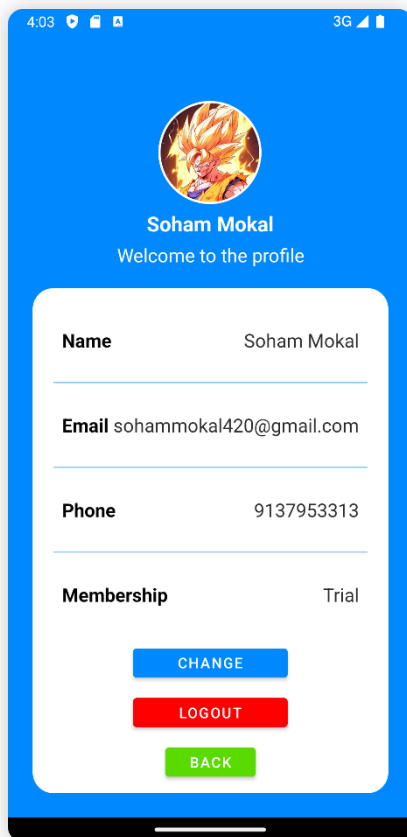 4:03 3G
Soham Mokal
Welcome to the profile
Name Soham Mokal
Email sohammokal420@gmail.com
Phone 9137953313
Membership Trial
CHANGE
LOGOUT
BACK